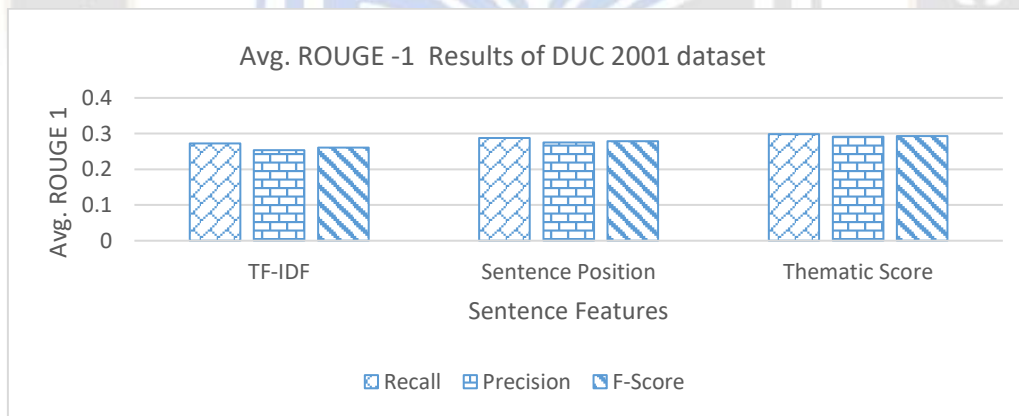 Avg. ROUGE -1 Results of DUC 2001 dataset
Avg. ROUGE 1
0.4
0.3
0.2
0.1
0
TF-IDF Sentence Position Thematic Score
Sentence Features
Recall Precision F-Score